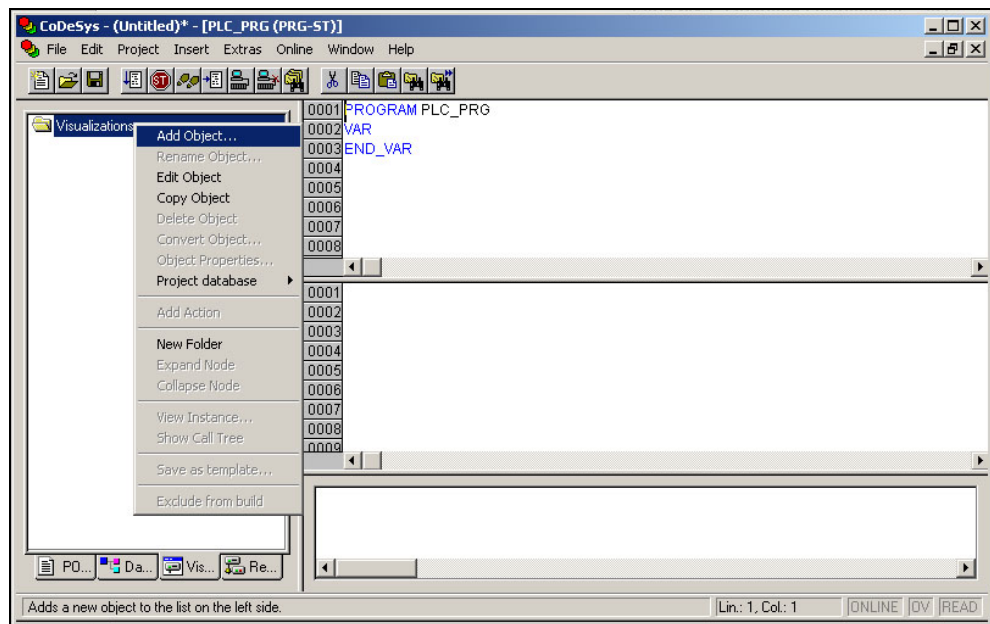 CoDeSys - (Untitled)* - [PLC_PRG (PRG-ST)]
File Edit Project Insert Extras Online Window Help
Visualizations
Add Object...
Rename Object...
Edit Object
Copy Object
Delete Object
Convert Object...
Object Properties...
Project database
Add Action
New Folder
Expand Node
Collapse Node
View Instance...
Show Call Tree
Save as template...
Exclude from build
0001 PROGRAM PLC_PRG
0002 VAR
0003 END_VAR
0004
0005
0006
0007
0008
0001
0002
0003
0004
0005
0006
0007
0008
0009
PO... Da... Vis... Re...
Adds a new object to the list on the left side.
Lin.: 1, Col.: 1 ONLINE OV READ